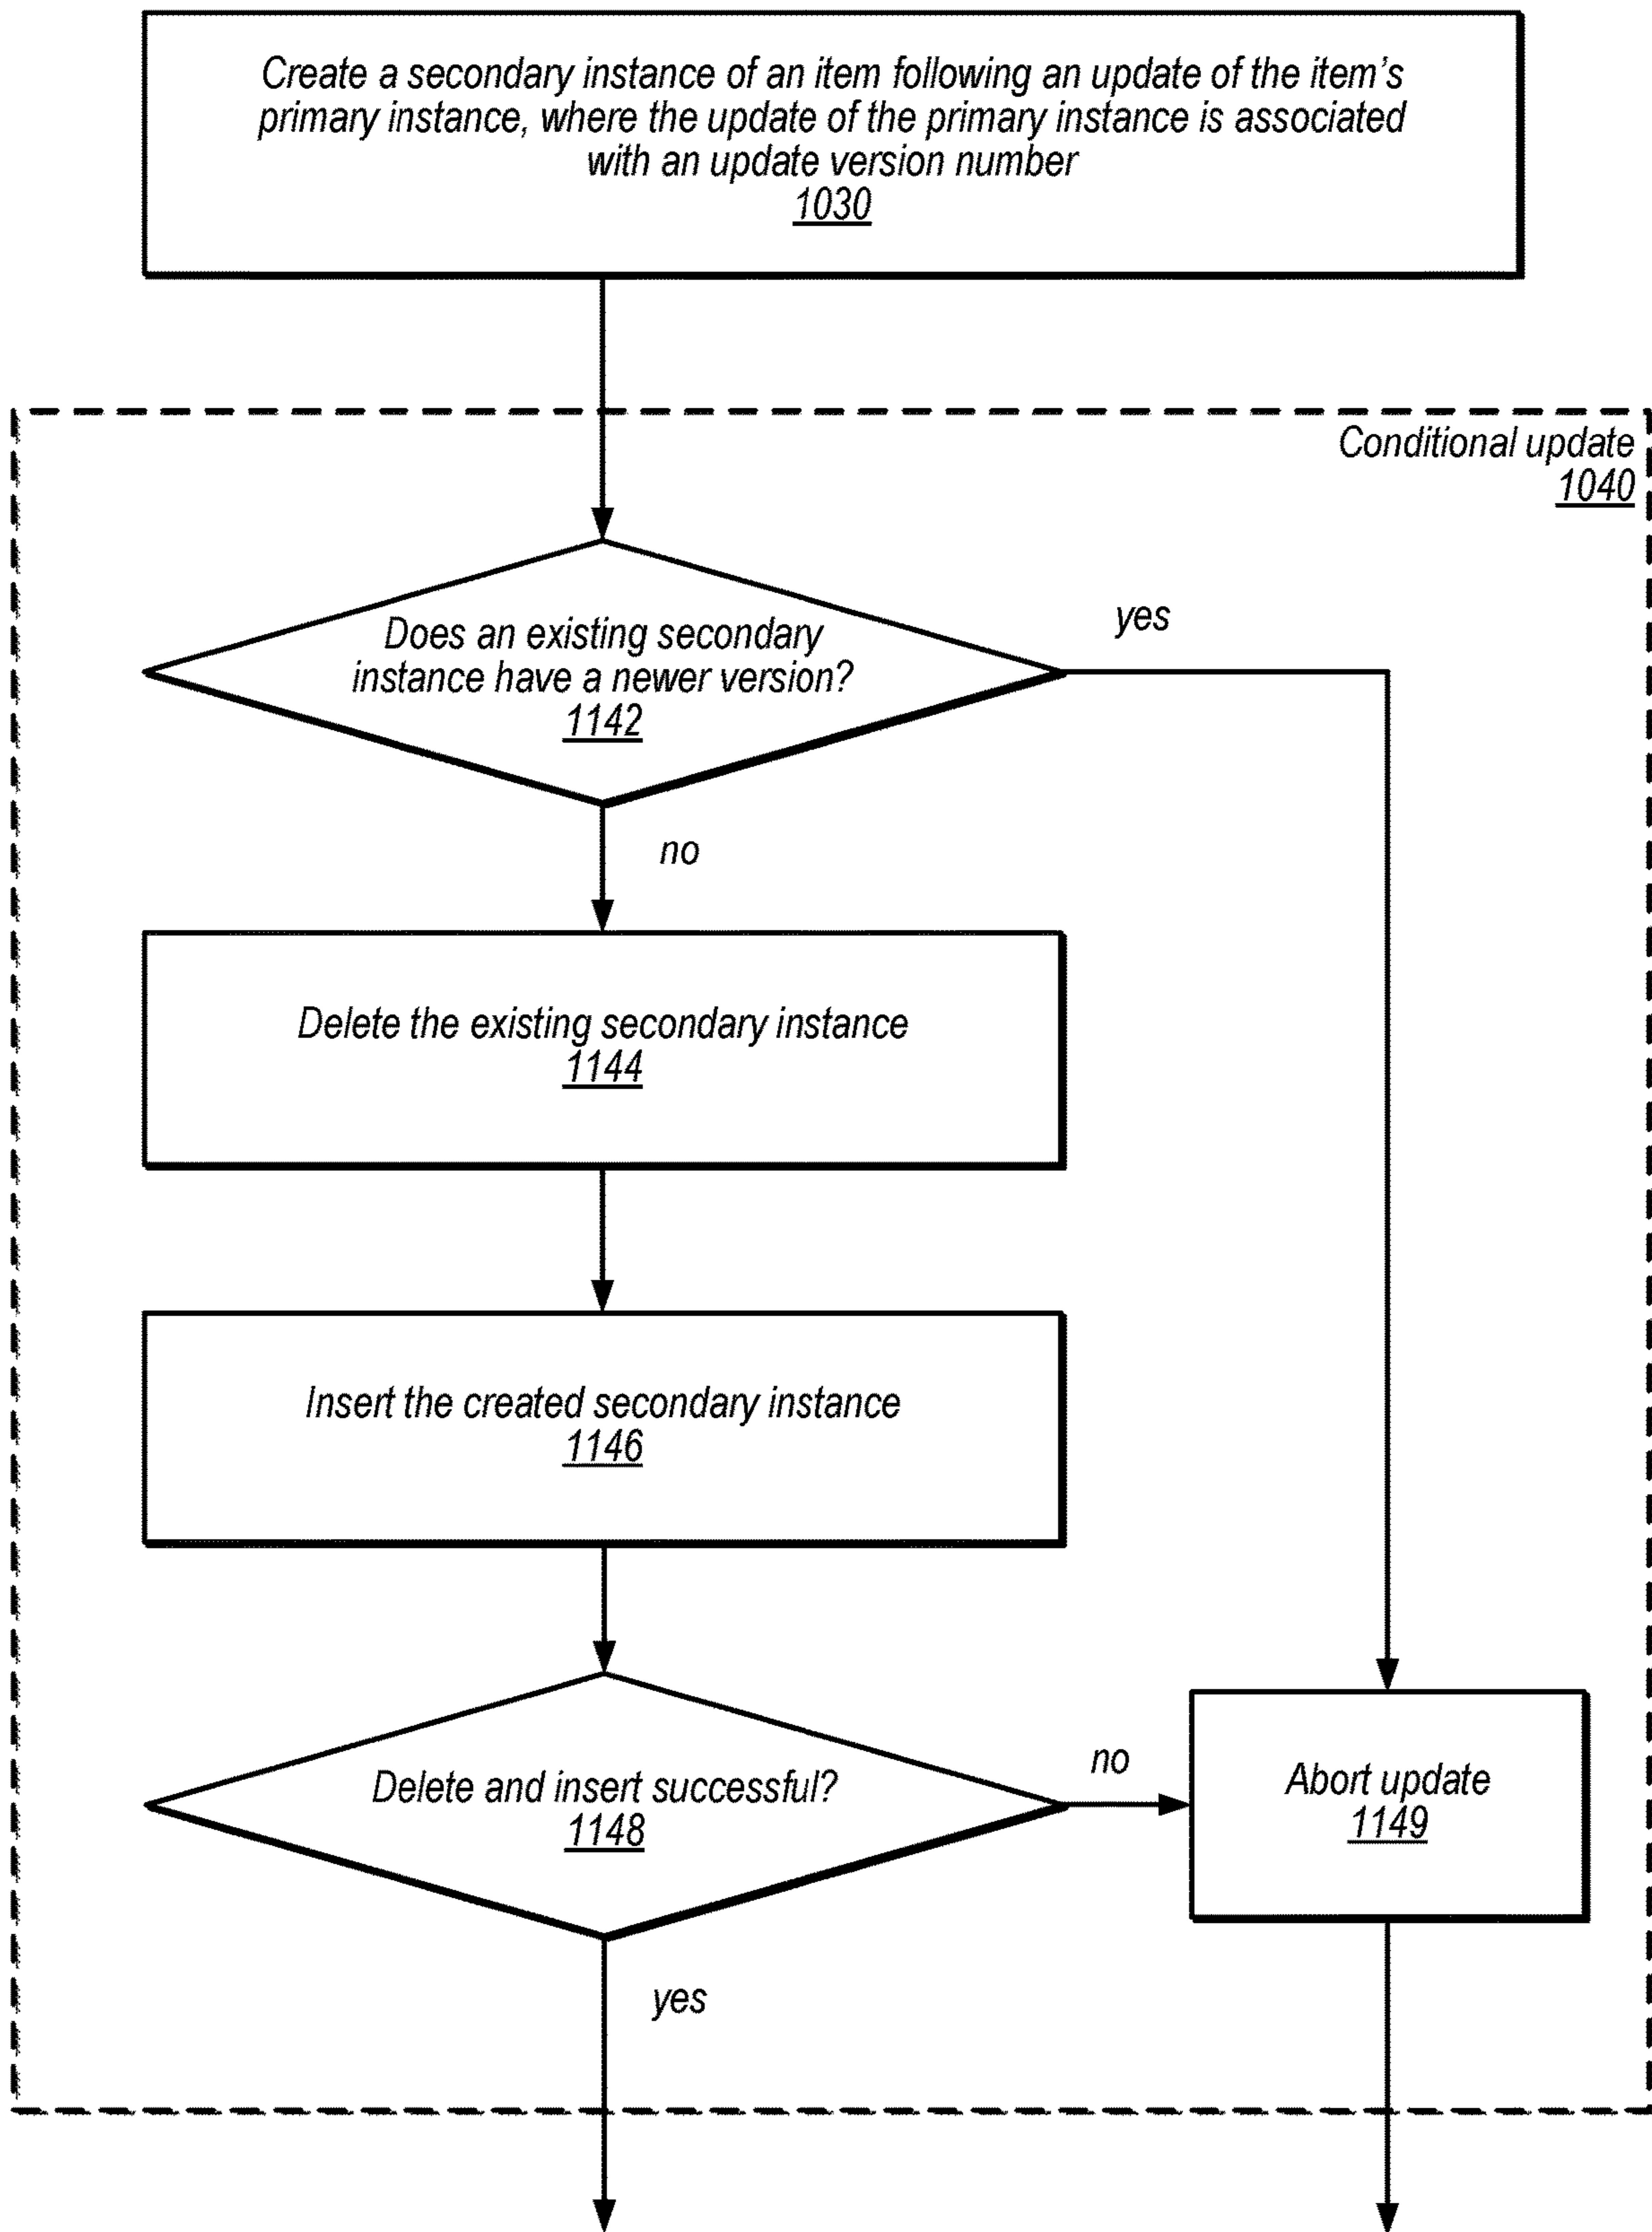 Create a secondary instance of an item following an update of the item's
primary instance, where the update of the primary instance is associated
with an update version number
1030
Conditional update
1040
Does an existing secondary
instance have a newer version?
1142
yes
no
Delete the existing secondary instance
1144
Insert the created secondary instance
1146
Delete and insert successful?
1148
no
Abort update
1149
yes